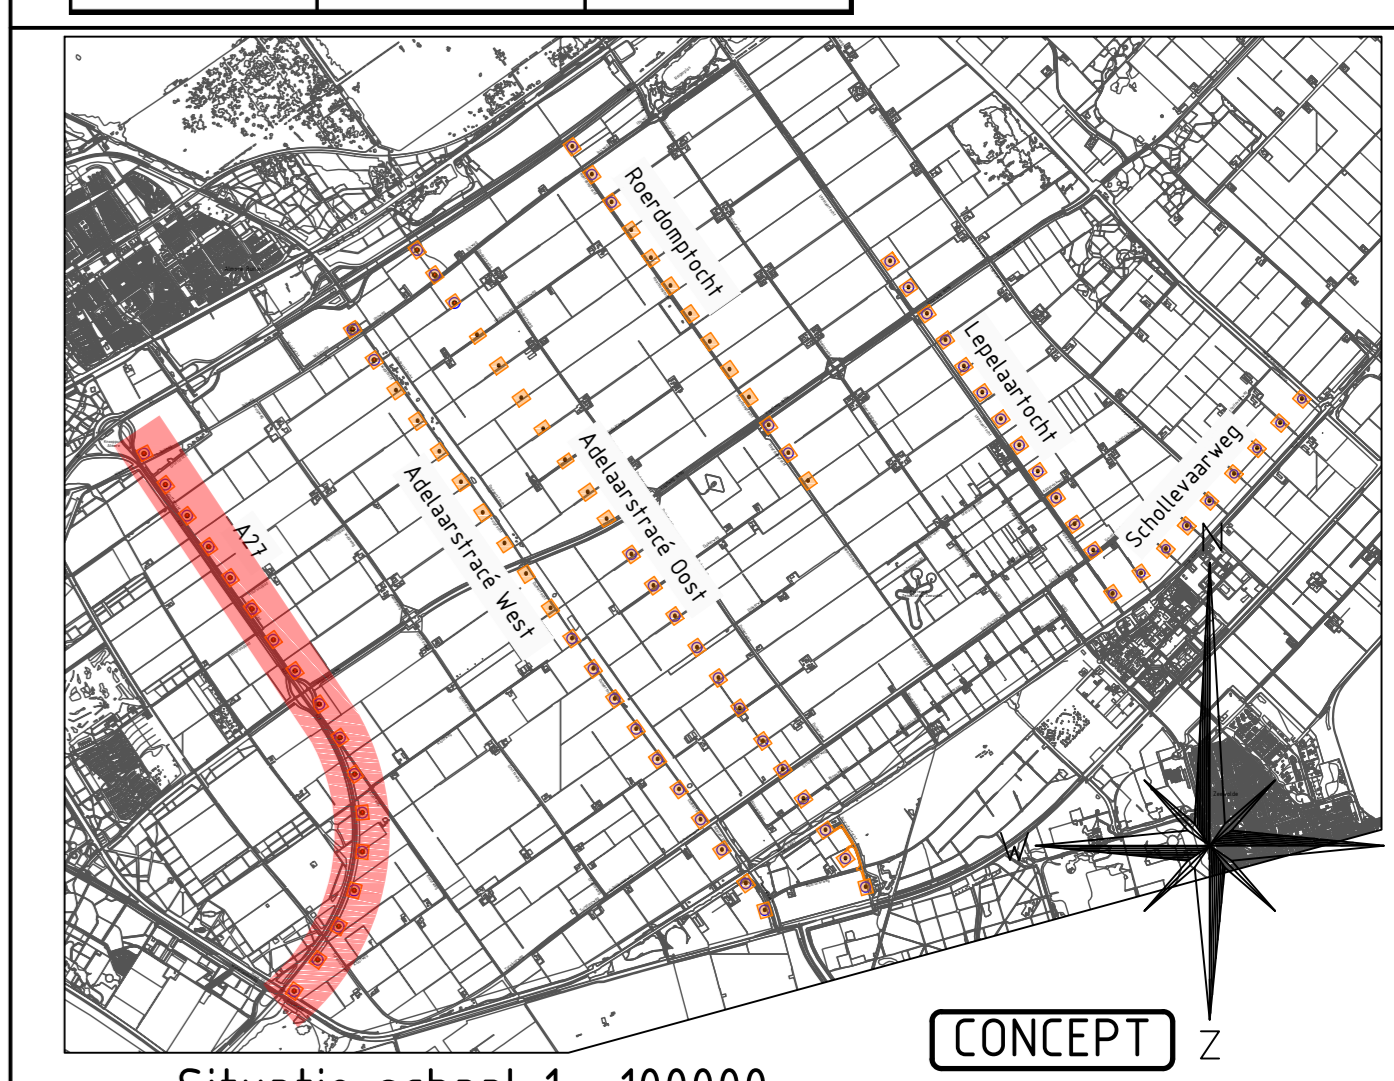 Roerdomptocht
Lepelaartocht
Schollevaarweg
Adelaarstracé Oost
Adelaarstracé West
A27
N
W
Z
CONCEPT
Situatie schaal 1 : 100000